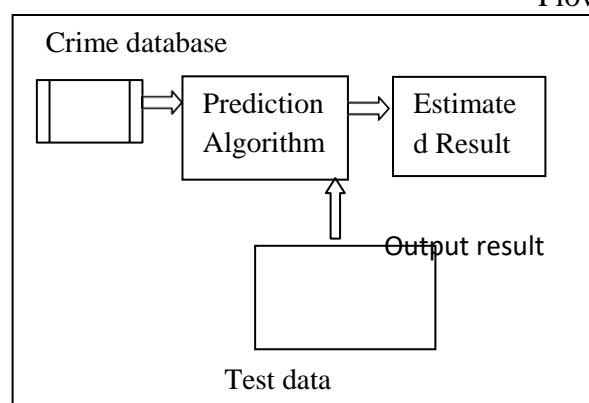 Crime database
Prediction
Algorithm
Estimate
d Result
Output result
Test data